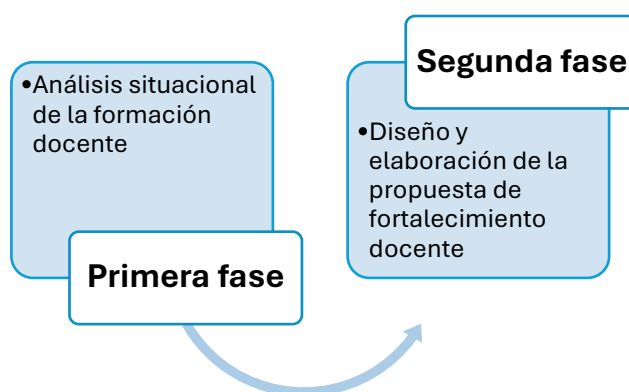 •Análisis situacional
de la formación
docente
Primera fase
Segunda fase
•Diseño y
elaboración de la
propuesta de
fortalecimiento
docente